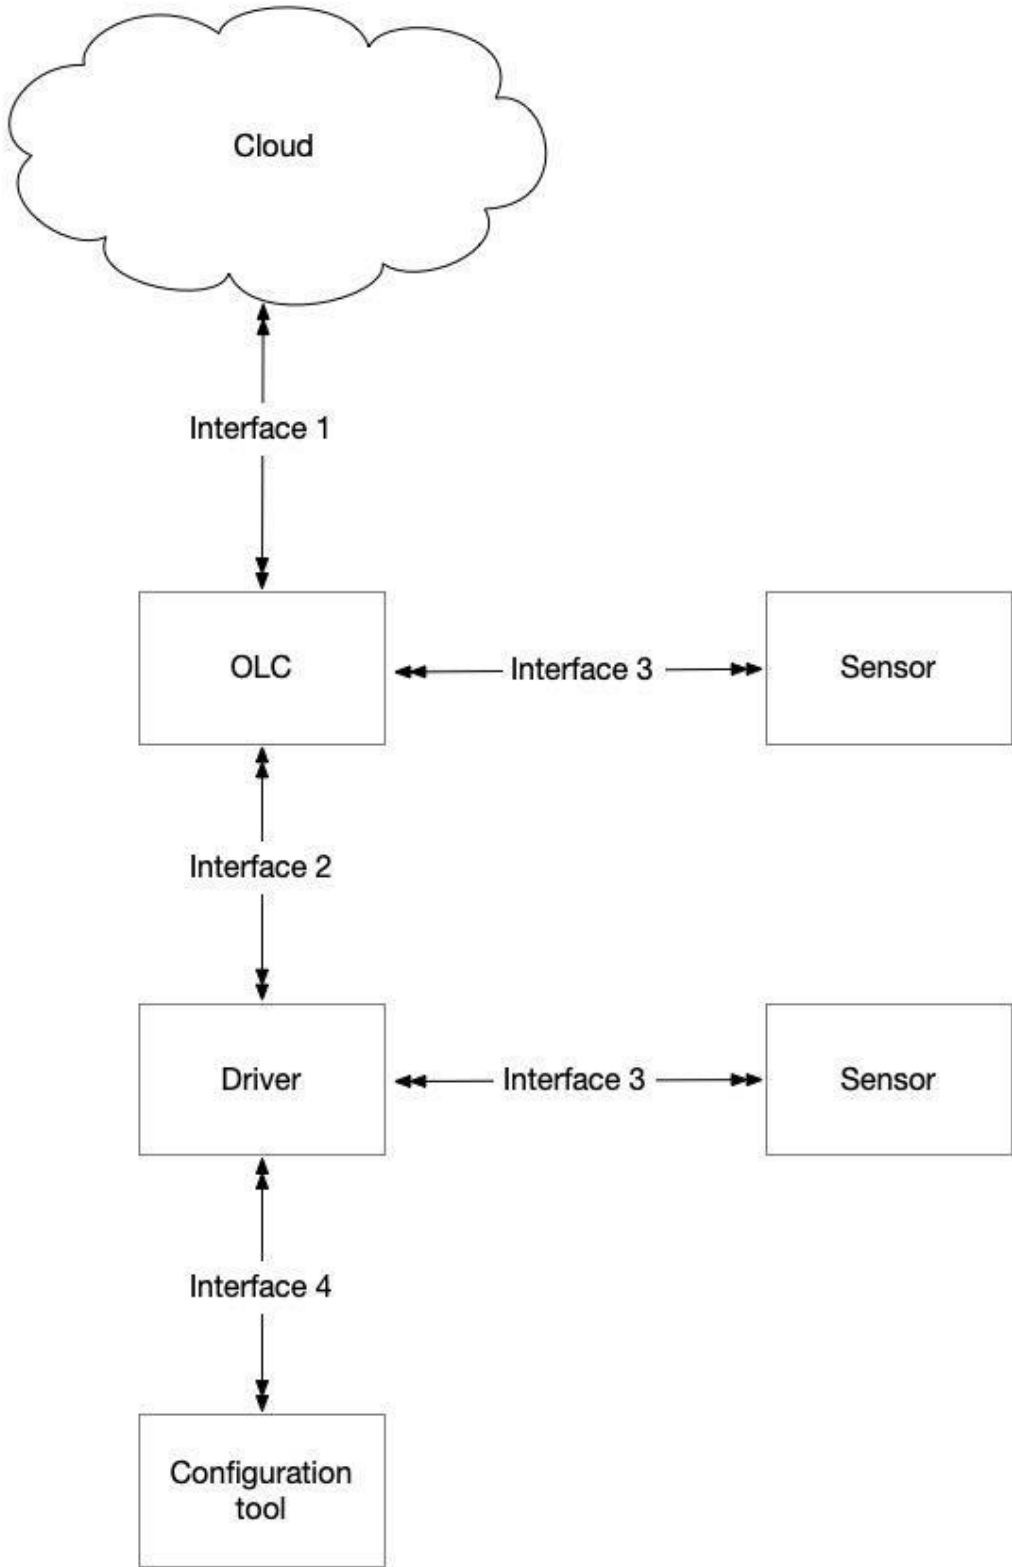 Cloud
Interface 1
OLC
Interface 3
Sensor
Interface 2
Driver
Interface 3
Sensor
Interface 4
Configuration
tool